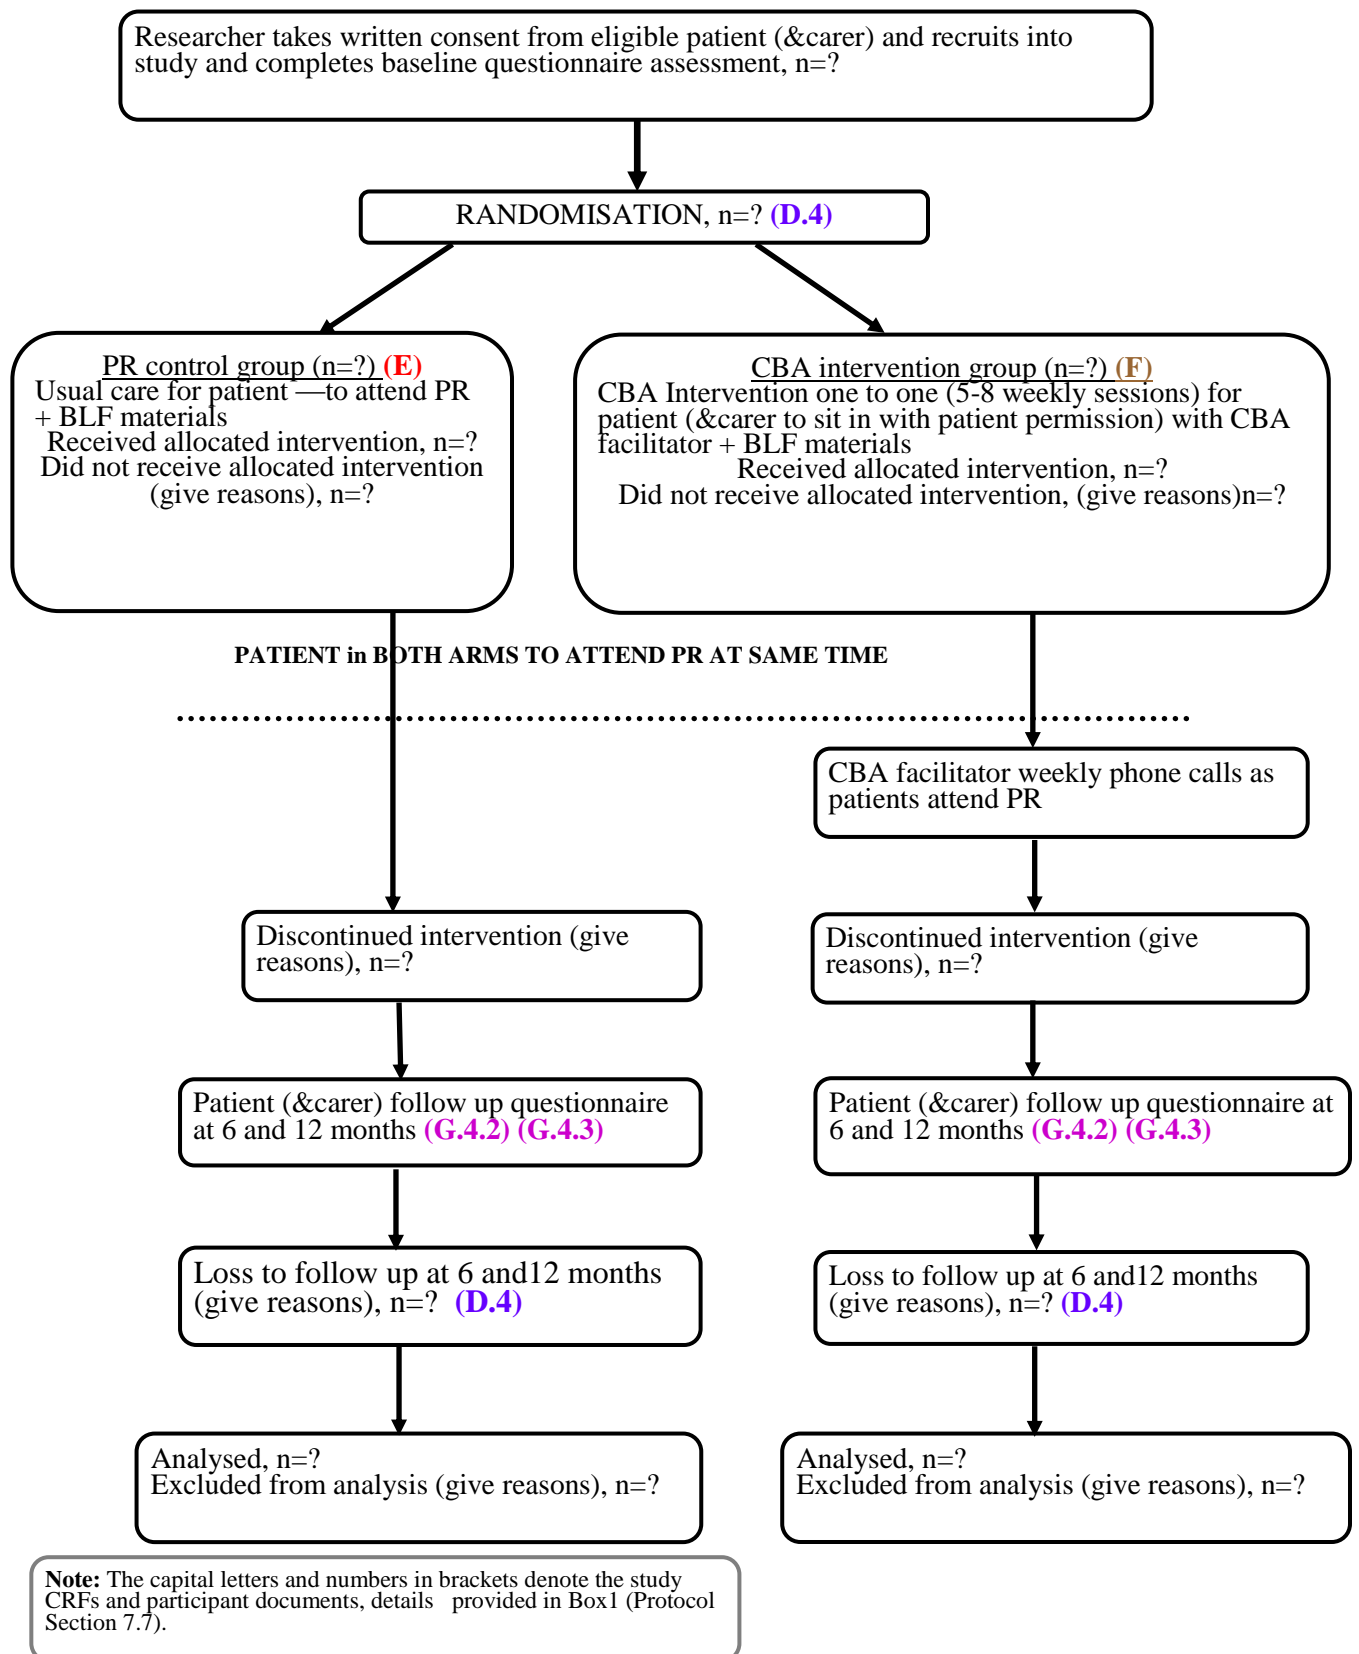 Researcher takes written consent from eligible patient (&carer) and recruits into
study and completes baseline questionnaire assessment, n=?
RANDOMISATION, n=? (D.4)
PR control group (n=?) (E)
Usual care for patient —to attend PR
+ BLF materials
Received allocated intervention, n=?
Did not receive allocated intervention
(give reasons), n=?
CBA intervention group (n=?) (F)
CBA Intervention one to one (5-8 weekly sessions) for
patient (&carer to sit in with patient permission) with CBA
facilitator + BLF materials
Received allocated intervention, n=?
Did not receive allocated intervention, (give reasons)n=?
PATIENT in BOTH ARMS TO ATTEND PR AT SAME TIME
CBA facilitator weekly phone calls as
patients attend PR
Discontinued intervention (give
reasons), n=?
Discontinued intervention (give
reasons), n=?
Patient (&carer) follow up questionnaire
at 6 and 12 months (G.4.2) (G.4.3)
Patient (&carer) follow up questionnaire at
6 and 12 months (G.4.2) (G.4.3)
Loss to follow up at 6 and12 months
(give reasons), n=? (D.4)
Loss to follow up at 6 and12 months
(give reasons), n=? (D.4)
Analysed, n=?
Excluded from analysis (give reasons), n=?
Analysed, n=?
Excluded from analysis (give reasons), n=?
Note: The capital letters and numbers in brackets denote the study
CRFs and participant documents, details provided in Box1 (Protocol
Section 7.7).